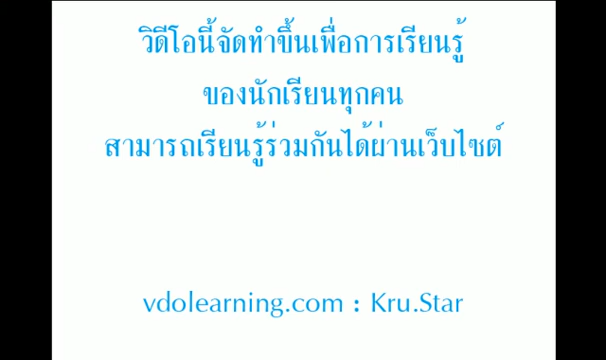 วิดีโอนี้จัดทำขึ้นเพื่อการเรียนรู้
ของนักเรียนทุกคน
สามารถเรียนรู้ร่วมกันได้ผ่านเว็บไซต์
vdolearning.com : Kru.Star